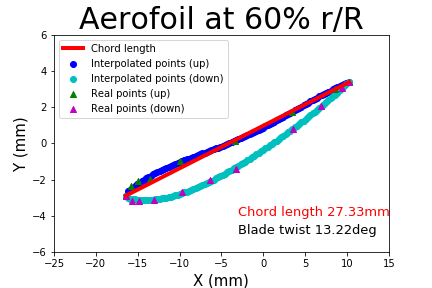 Aerofoil at 60% r/R
Chord length
Interpolated points (up)
Interpolated points (down)
Real points (up)
Real points (down)
Y (mm)
6
4
2
0
−2
−4
−6
Chord length 27.33mm
Blade twist 13.22deg
−25
−20
−15
−10
−5
0
5
10
15
X (mm)